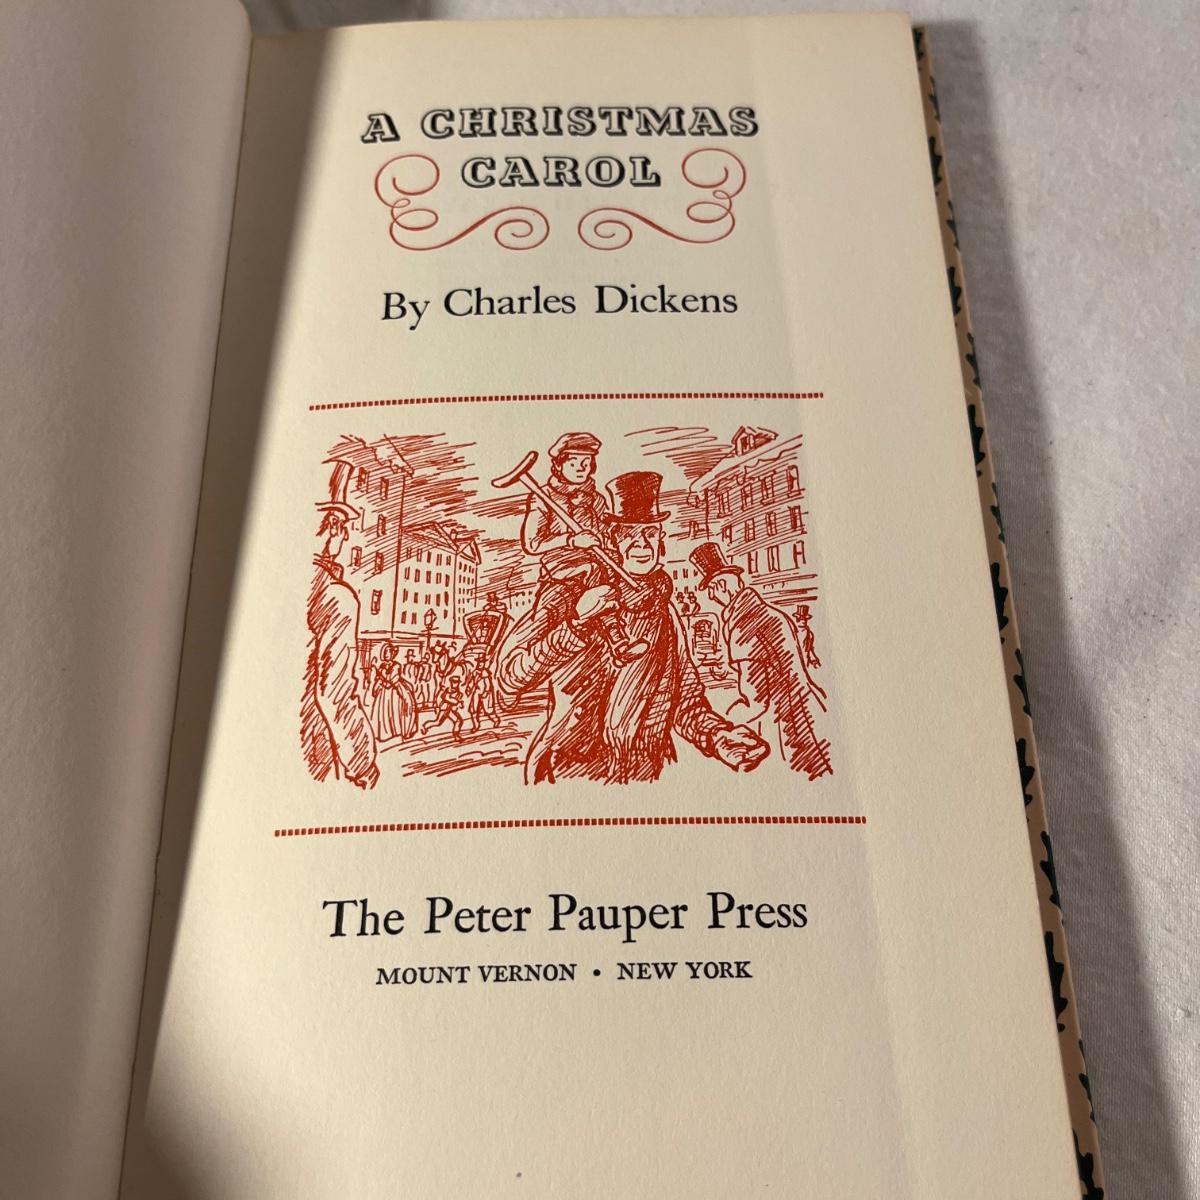 A CHRISTMAS
CAROL
By Charles Dickens
The Peter Pauper Press
MOUNT VERNON • NEW YORK